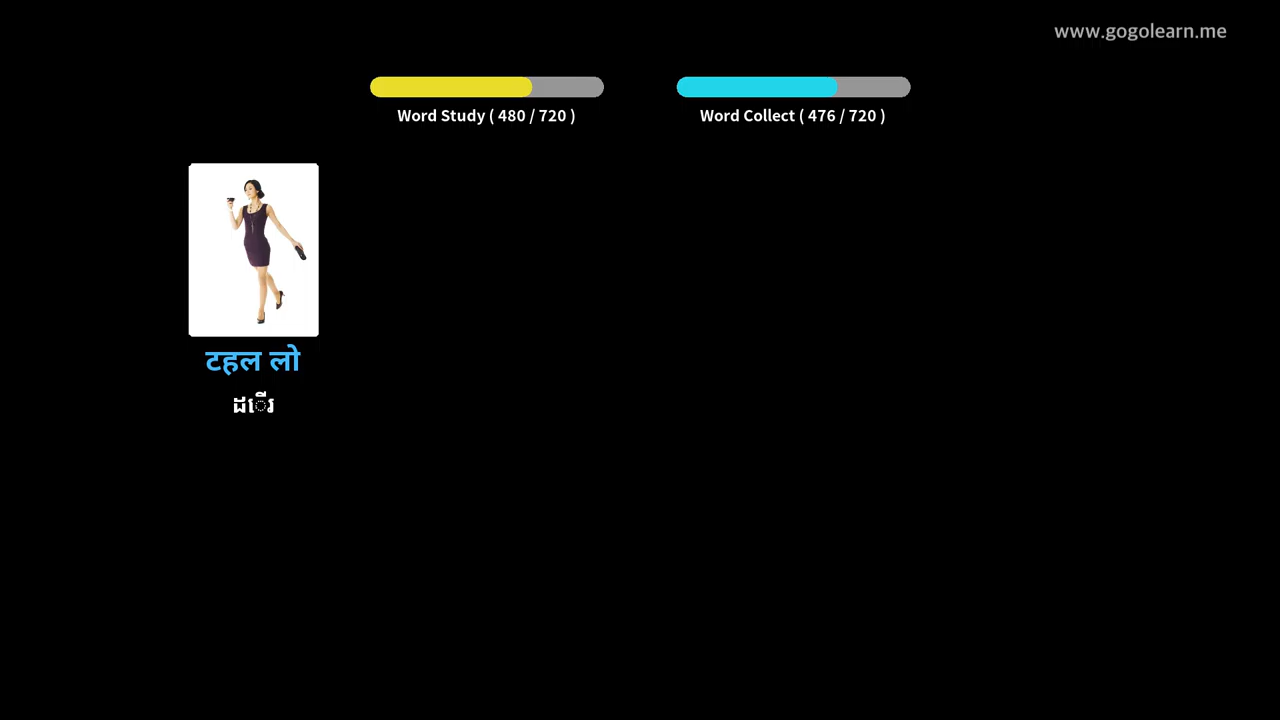 www.gogolearn.me
Word Study ( 480 / 720 )
Word Collect ( 476 / 720 )
टहल लो
ដើរ